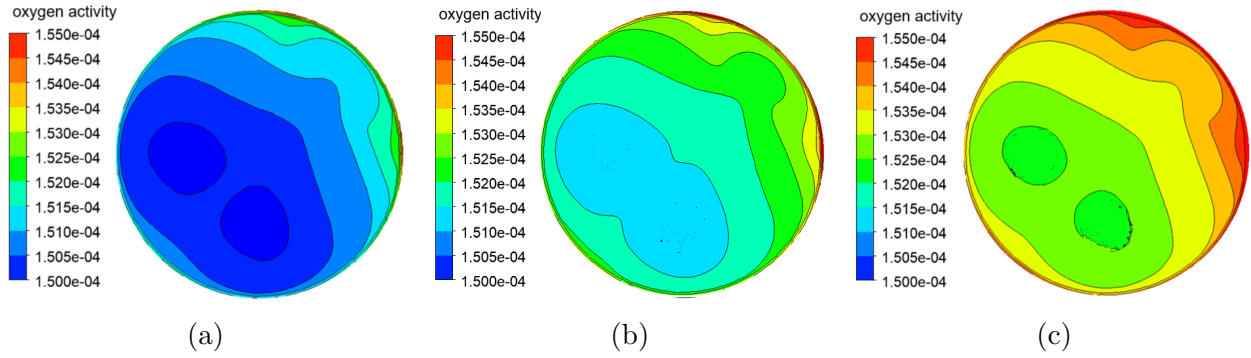 oxygen activity
1.550e-04
1.545e-04
1.540e-04
1.535e-04
1.530e-04
1.525e-04
1.520e-04
1.515e-04
1.510e-04
1.505e-04
1.500e-04
(a)
oxygen activity
1.550e-04
1.545e-04
1.540e-04
1.535e-04
1.530e-04
1.525e-04
1.520e-04
1.515e-04
1.510e-04
1.505e-04
1.500e-04
(b)
oxygen activity
1.550e-04
1.545e-04
1.540e-04
1.535e-04
1.530e-04
1.525e-04
1.520e-04
1.515e-04
1.510e-04
1.505e-04
1.500e-04
(c)